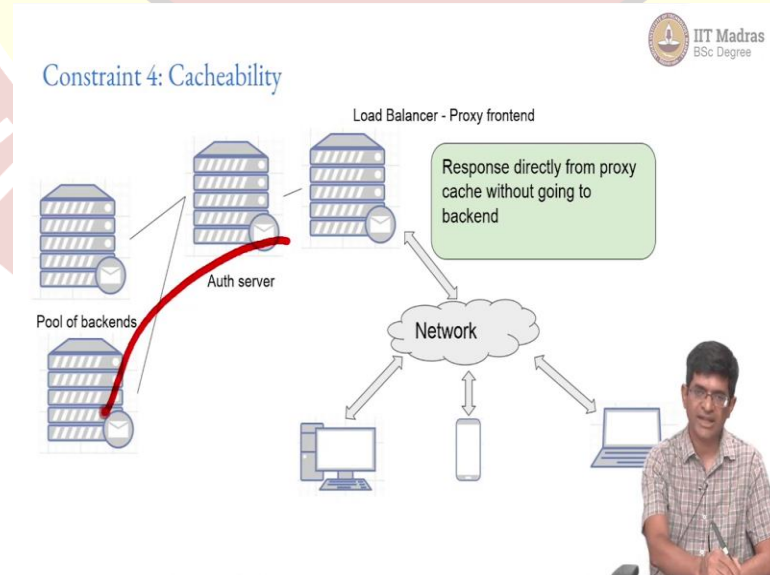 IIT Madras
BSc Degree
Constraint 4: Cacheability
Load Balancer - Proxy frontend
Response directly from proxy
cache without going to
backend
Auth server
Pool of backends
Network